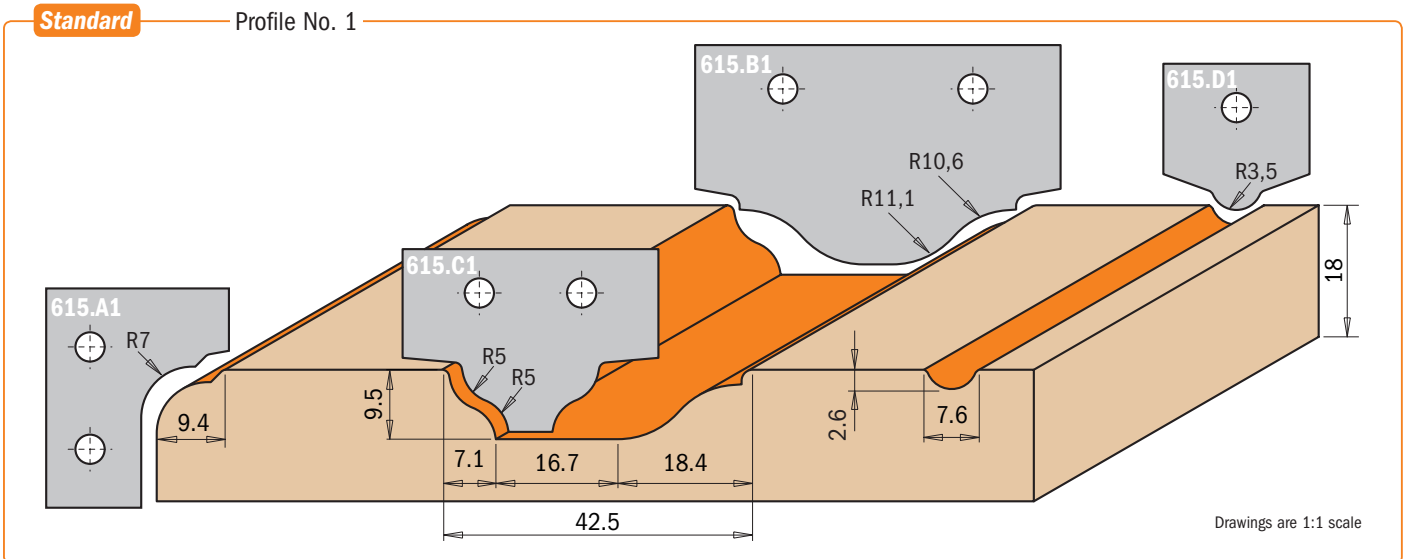 Standard
Profile No. 1
615.B1
615.D1
R10,6
R3,5
R11,1
615.C1
18
615.A1
R7
R5
R5
9.5
2.6
9.4
7.6
7.1
16.7
18.4
42.5
Drawings are 1:1 scale